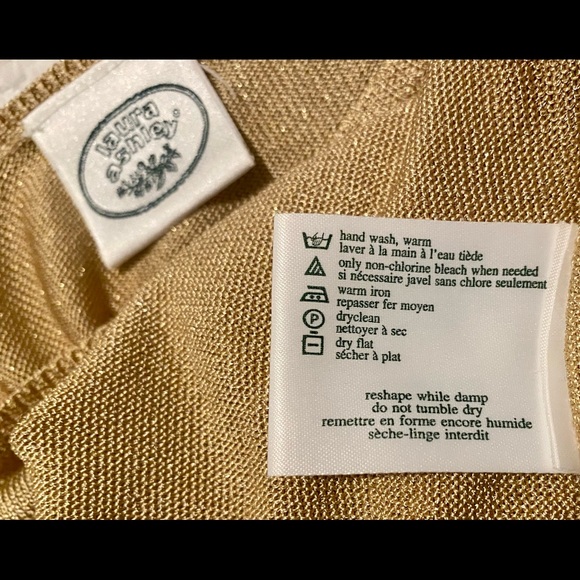 laura
ashley
hand wash, warm
laver à la main à l'eau tiède
only non-chlorine bleach when needed
si nécessaire javel sans chlore seulement
warm iron
repasser fer moyen
P dryclean
nettoyer à sec
dry flat
sécher à plat
reshape while damp
do not tumble dry
remettre en forme encore humide
sèche-linge interdit